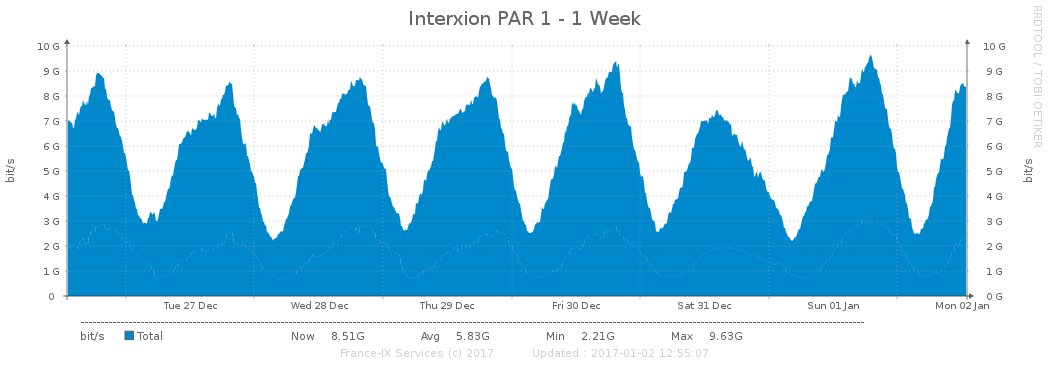 Interxion PAR 1 - 1 Week
RRDTOOL / TOBI OETIKER
10 G 10 G
9 G 9 G
8 G 8 G
7 G 7 G
6 G 6 G
5 G 5 G
4 G 4 G
3 G 3 G
2 G 2 G
1 G 1 G
0 0 G
bit/s bit/s
Tue 27 Dec Wed 28 Dec Thu 29 Dec Fri 30 Dec Sat 31 Dec Sun 01 Jan Mon 02 Jan
bit/s Total Now 8.51G Avg 5.83G Min 2.21G Max 9.63G
France-IX Services (c) 2017 Updated : 2017-01-02 12:55:07